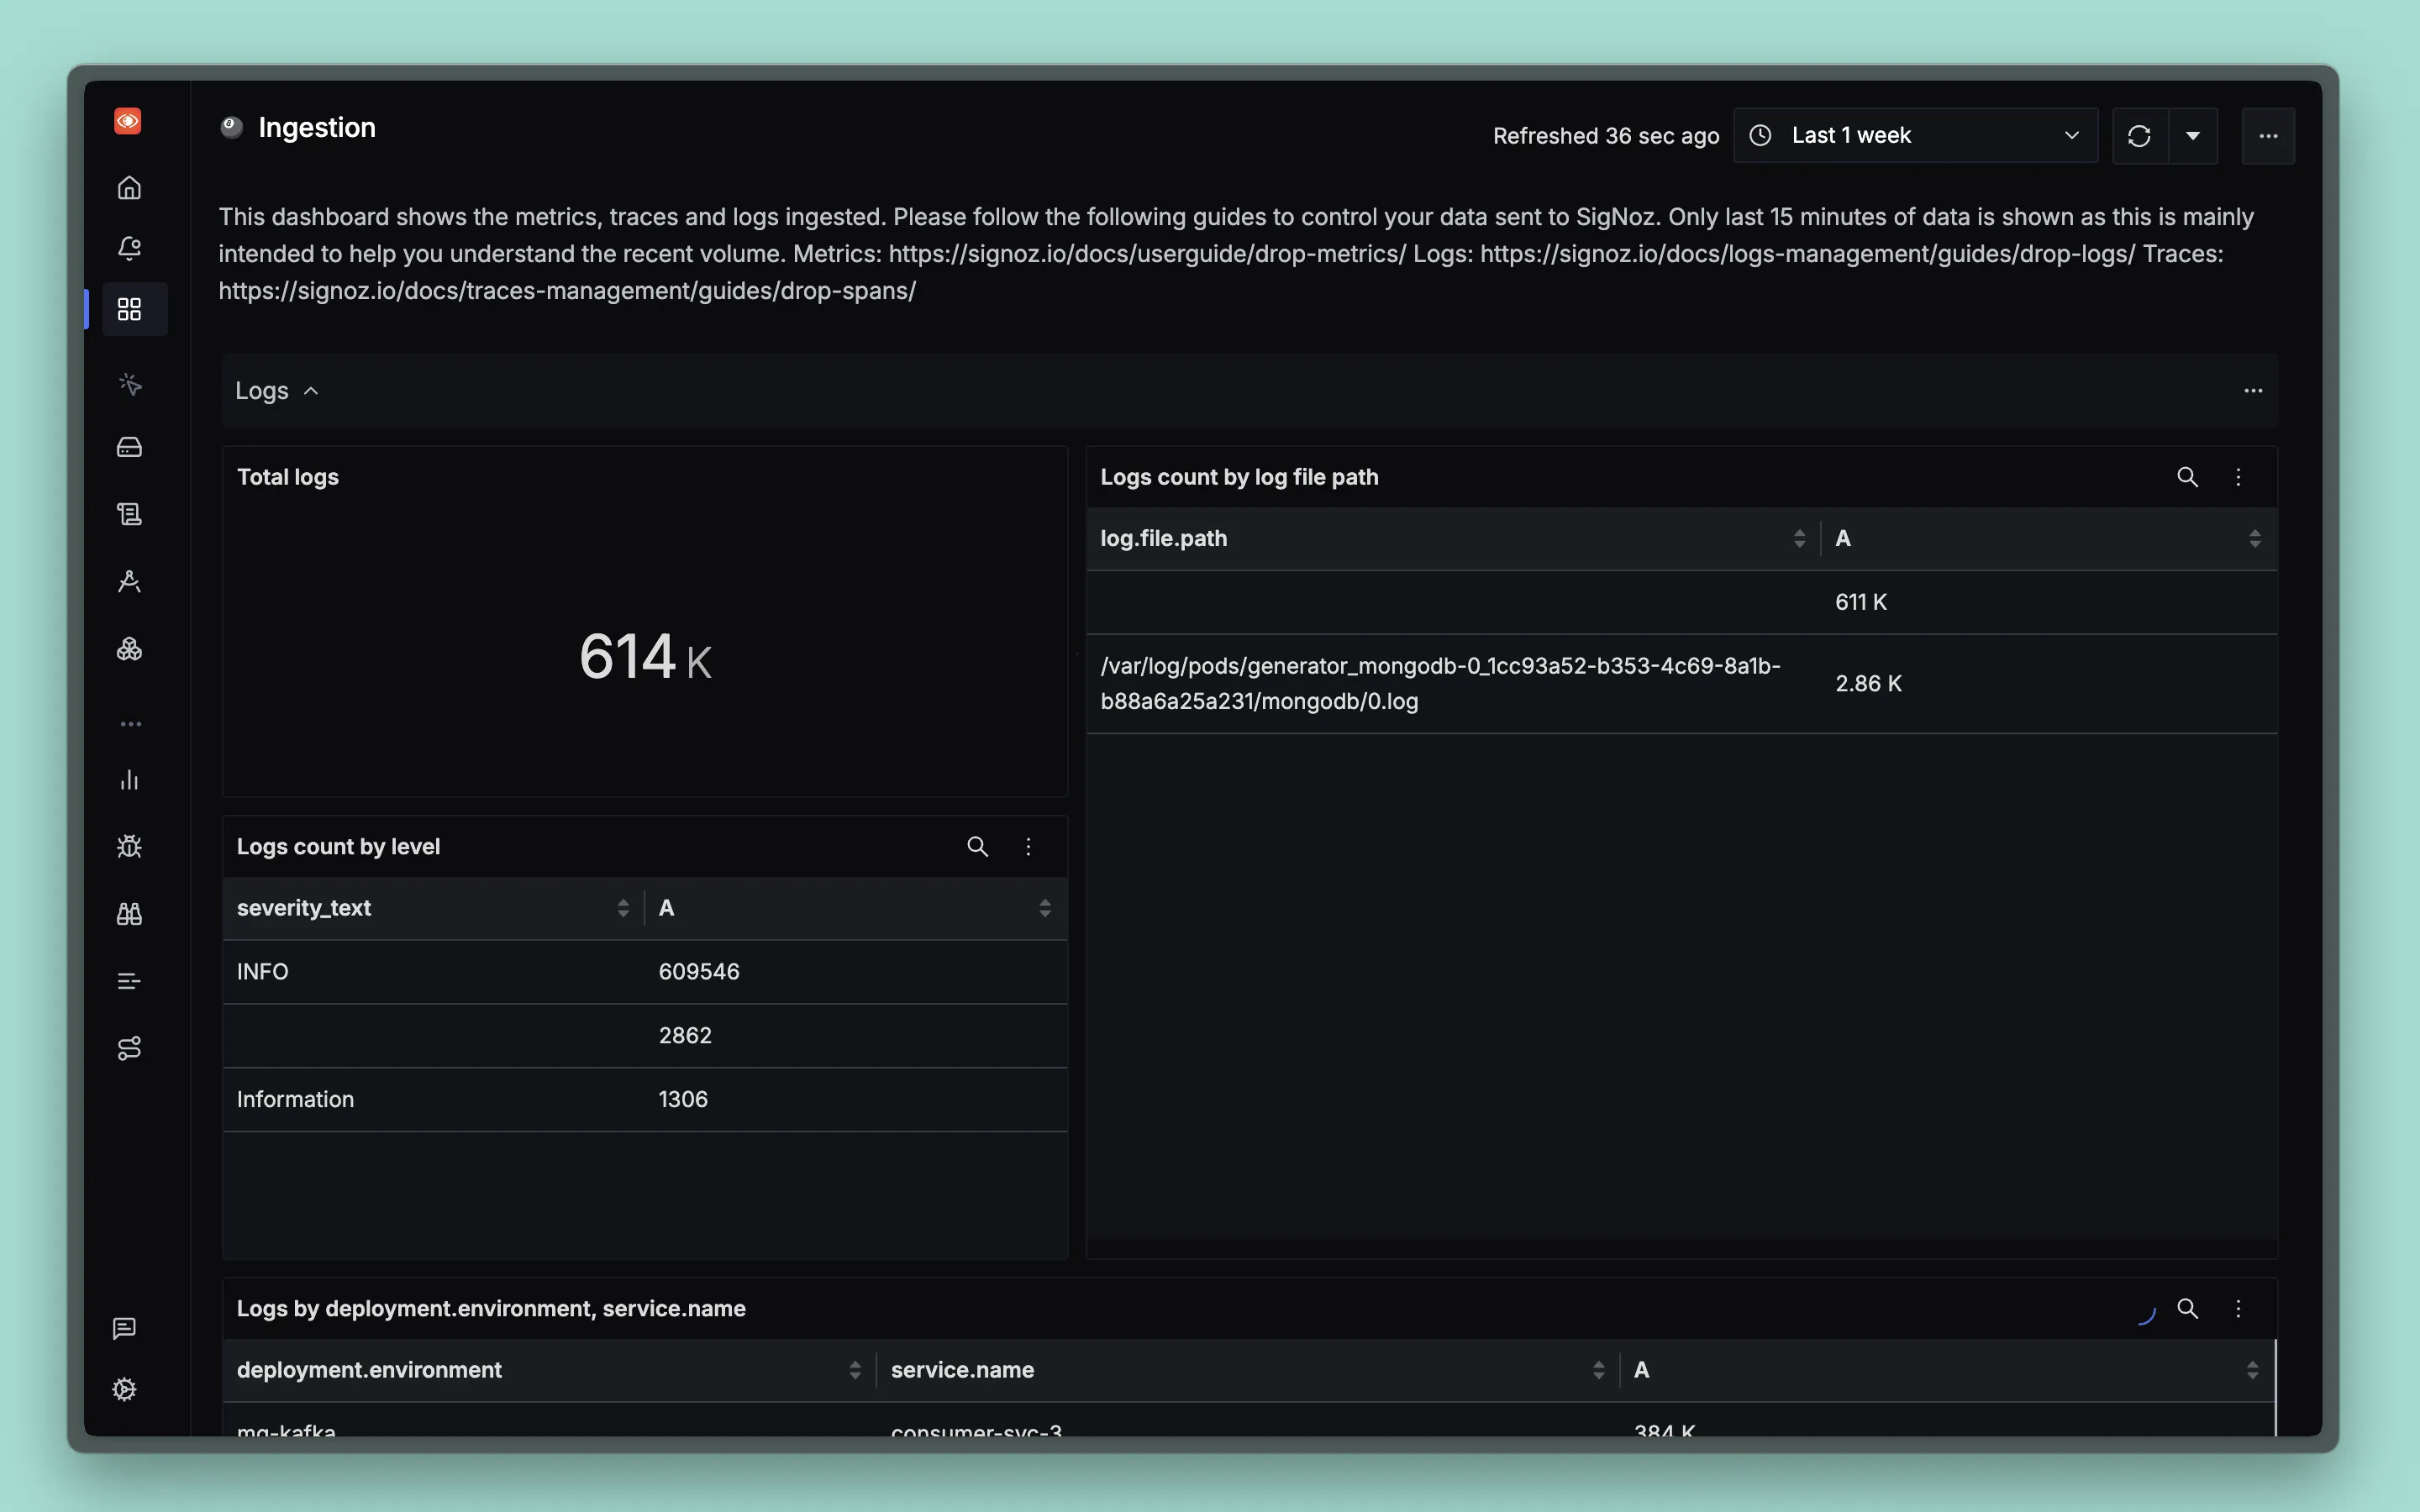 Ingestion
Refreshed 36 sec ago
Last 1 week
This dashboard shows the metrics, traces and logs ingested. Please follow the following guides to control your data sent to SigNoz. Only last 15 minutes of data is shown as this is mainly
intended to help you understand the recent volume. Metrics: https://signoz.io/docs/userguide/drop-metrics/ Logs: https://signoz.io/docs/logs-management/guides/drop-logs/ Traces:
https://signoz.io/docs/traces-management/guides/drop-spans/
Logs
Total logs
614 K
Logs count by log file path
log.file.path A
611 K
/var/log/pods/generator_mongodb-0_1cc93a52-b353-4c69-8a1b-
b88a6a25a231/mongodb/0.log
2.86 K
Logs count by level
severity_text A
INFO 609546
2862
Information 1306
Logs by deployment.environment, service.name
deployment.environment service.name A
mq-kafka consumer-svc-3 384 K